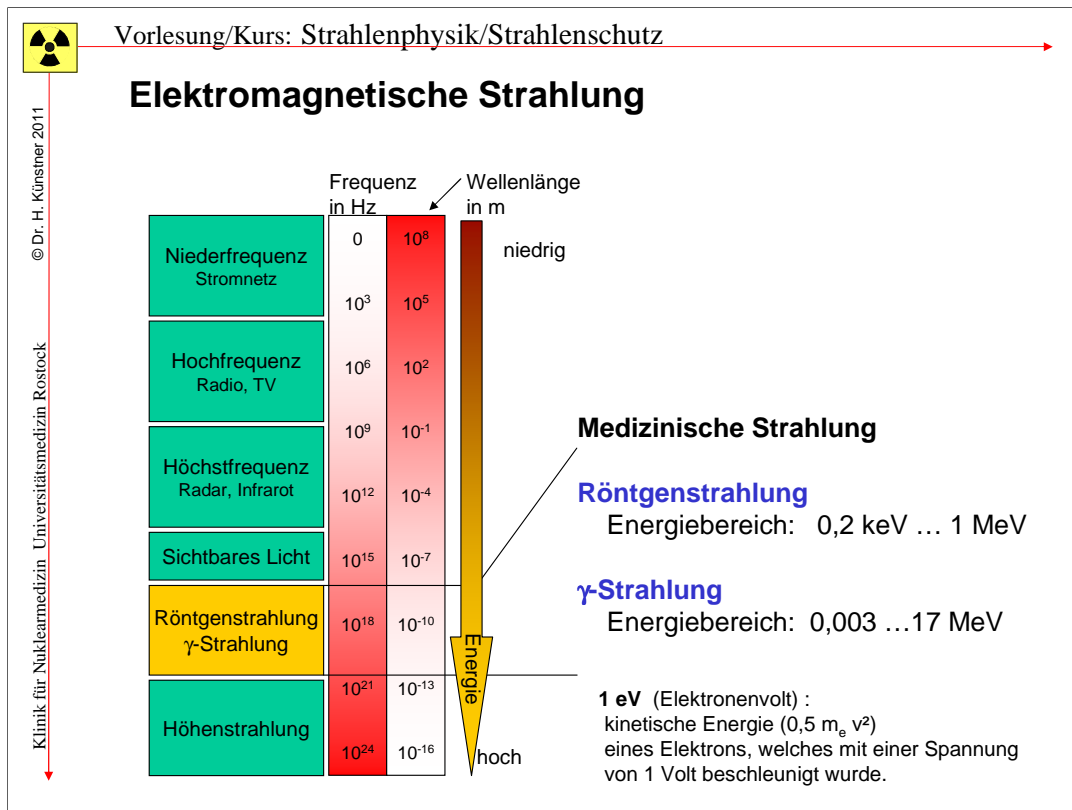 Vorlesung/Kurs: Strahlenphysik/Strahlenschutz
Elektromagnetische Strahlung
© Dr. H. Künstner 2011
Klinik für Nuklearmedizin Universitätsmedizin Rostock
Frequenz
in Hz
Wellenlänge
in m
Niederfrequenz
Stromnetz
Hochfrequenz
Radio, TV
Höchstfrequenz
Radar, Infrarot
Sichtbares Licht
Röntgenstrahlung
γ-Strahlung
Höhenstrahlung
0 10⁸
10³ 10⁵
10⁶ 10²
10⁹ 10⁻¹
10¹² 10⁻⁴
10¹⁵ 10⁻⁷
10¹⁸ 10⁻¹⁰
10²¹ 10⁻¹³
10²⁴ 10⁻¹⁶
niedrig
Energie
hoch
Medizinische Strahlung
Röntgenstrahlung
Energiebereich: 0,2 keV … 1 MeV
γ-Strahlung
Energiebereich: 0,003 …17 MeV
1 eV (Elektronenvolt) :
kinetische Energie (0,5 mₑ v²)
eines Elektrons, welches mit einer Spannung
von 1 Volt beschleunigt wurde.